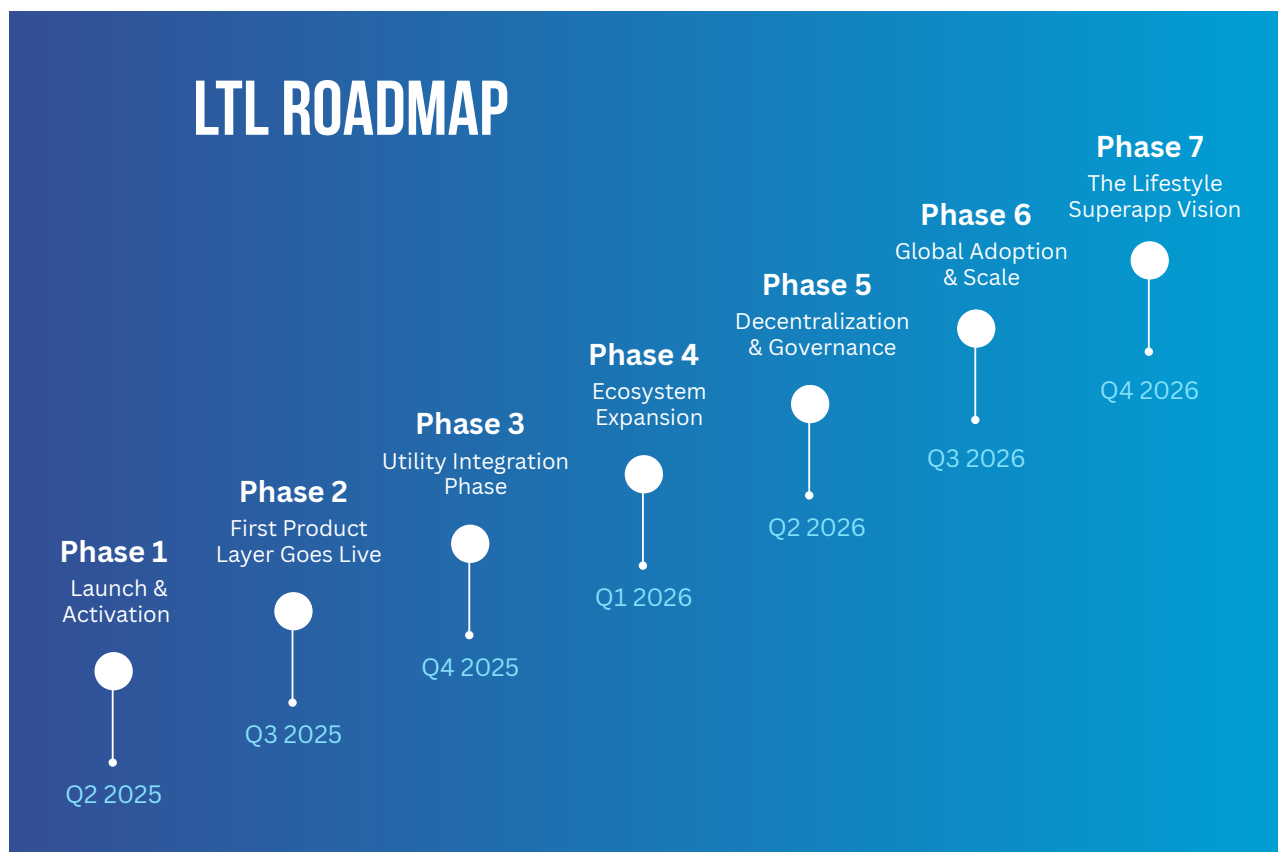 LTL ROADMAP
Phase 1
Launch &
Activation
Q2 2025
Phase 2
First Product
Layer Goes Live
Q3 2025
Phase 3
Utility Integration
Phase
Q4 2025
Phase 4
Ecosystem
Expansion
Q1 2026
Phase 5
Decentralization
& Governance
Q2 2026
Phase 6
Global Adoption
& Scale
Q3 2026
Phase 7
The Lifestyle
Superapp Vision
Q4 2026